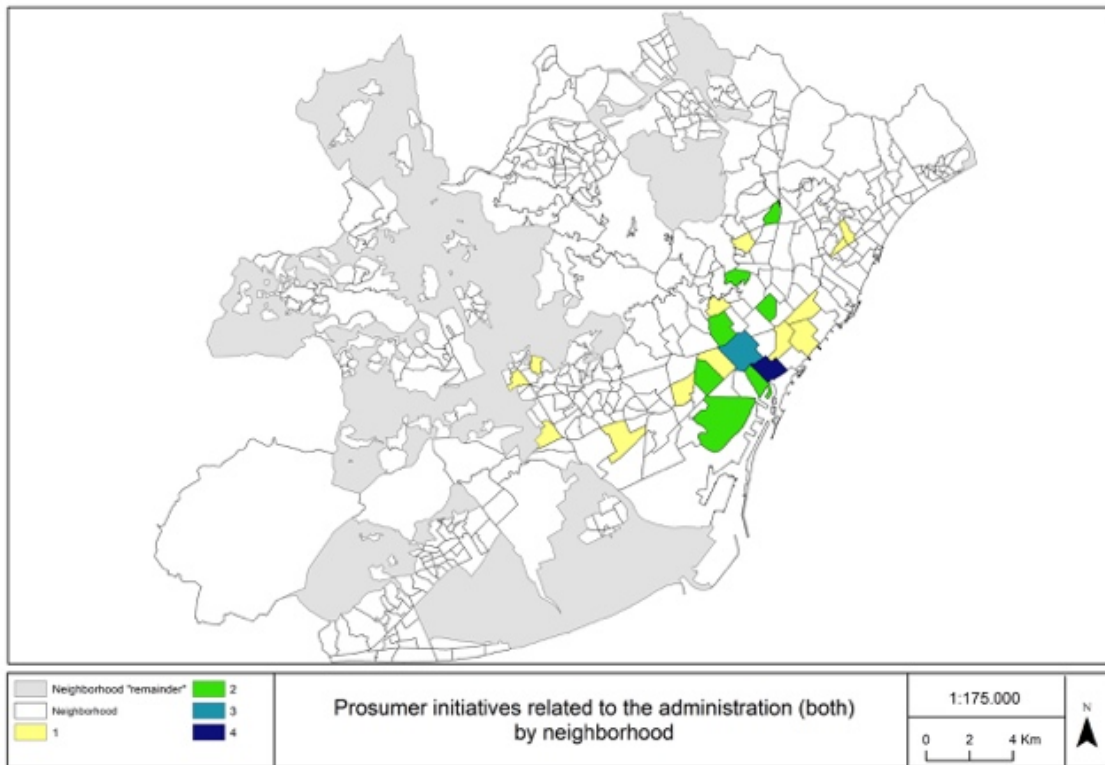 Neighborhood "remainder"
Neighborhood
1
2
3
4
Prosumer initiatives related to the administration (both)
by neighborhood
1:175.000
0 2 4 Km
N